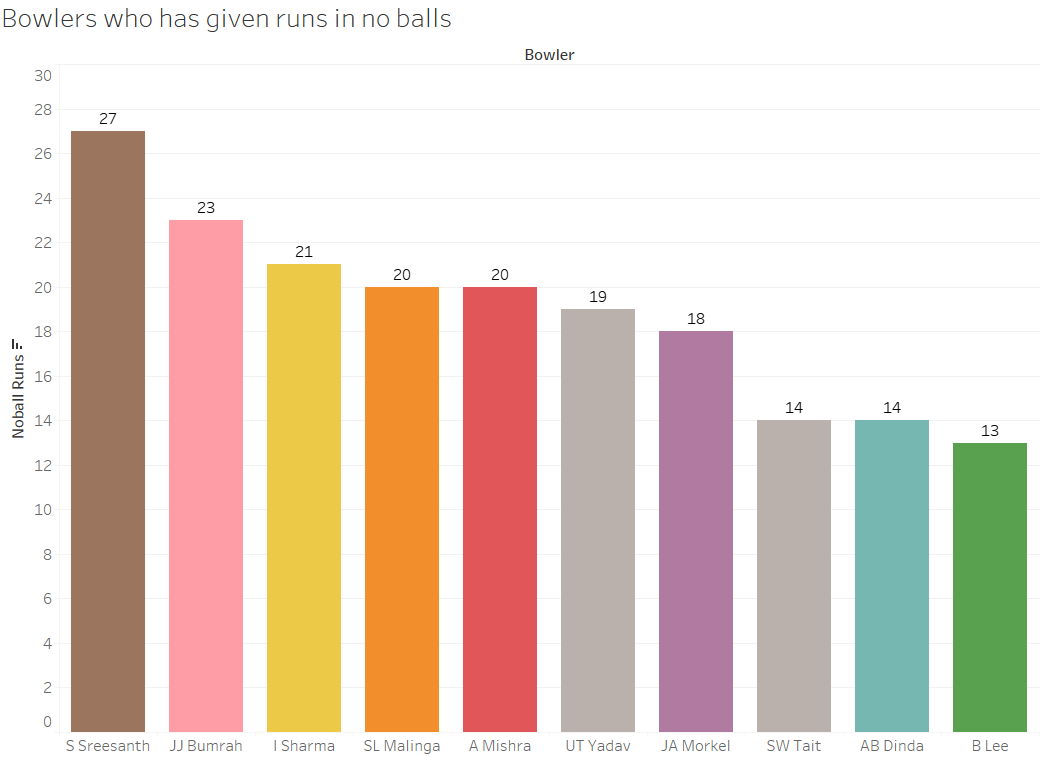 Bowlers who has given runs in no balls
Bowler
Noball Runs
30
28
26
24
22
20
18
16
14
12
10
8
6
4
2
0
27
23
21
20
20
19
18
14
14
13
S Sreesanth
JJ Bumrah
I Sharma
SL Malinga
A Mishra
UT Yadav
JA Morkel
SW Tait
AB Dinda
B Lee